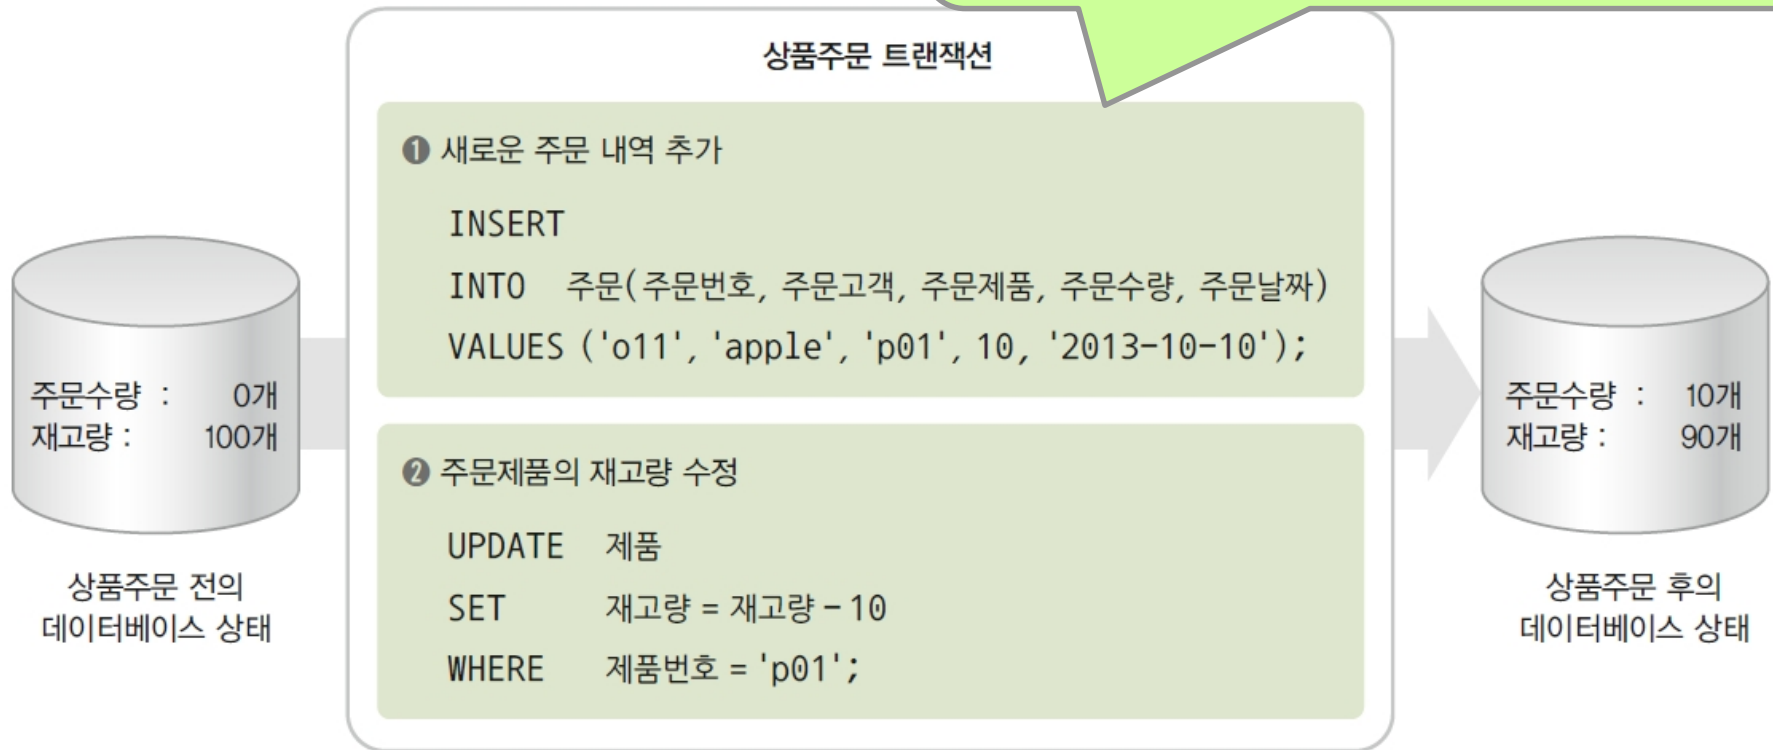 상품주문 트랜잭션
❶ 새로운 주문 내역 추가
INSERT
INTO 주문(주문번호, 주문고객, 주문제품, 주문수량, 주문날짜)
VALUES ('o11', 'apple', 'p01', 10, '2013-10-10');
❷ 주문제품의 재고량 수정
UPDATE 제품
SET 재고량 = 재고량 - 10
WHERE 제품번호 = 'p01';
주문수량 : 0개
재고량 : 100개
상품주문 전의
데이터베이스 상태
주문수량 : 10개
재고량 : 90개
상품주문 후의
데이터베이스 상태